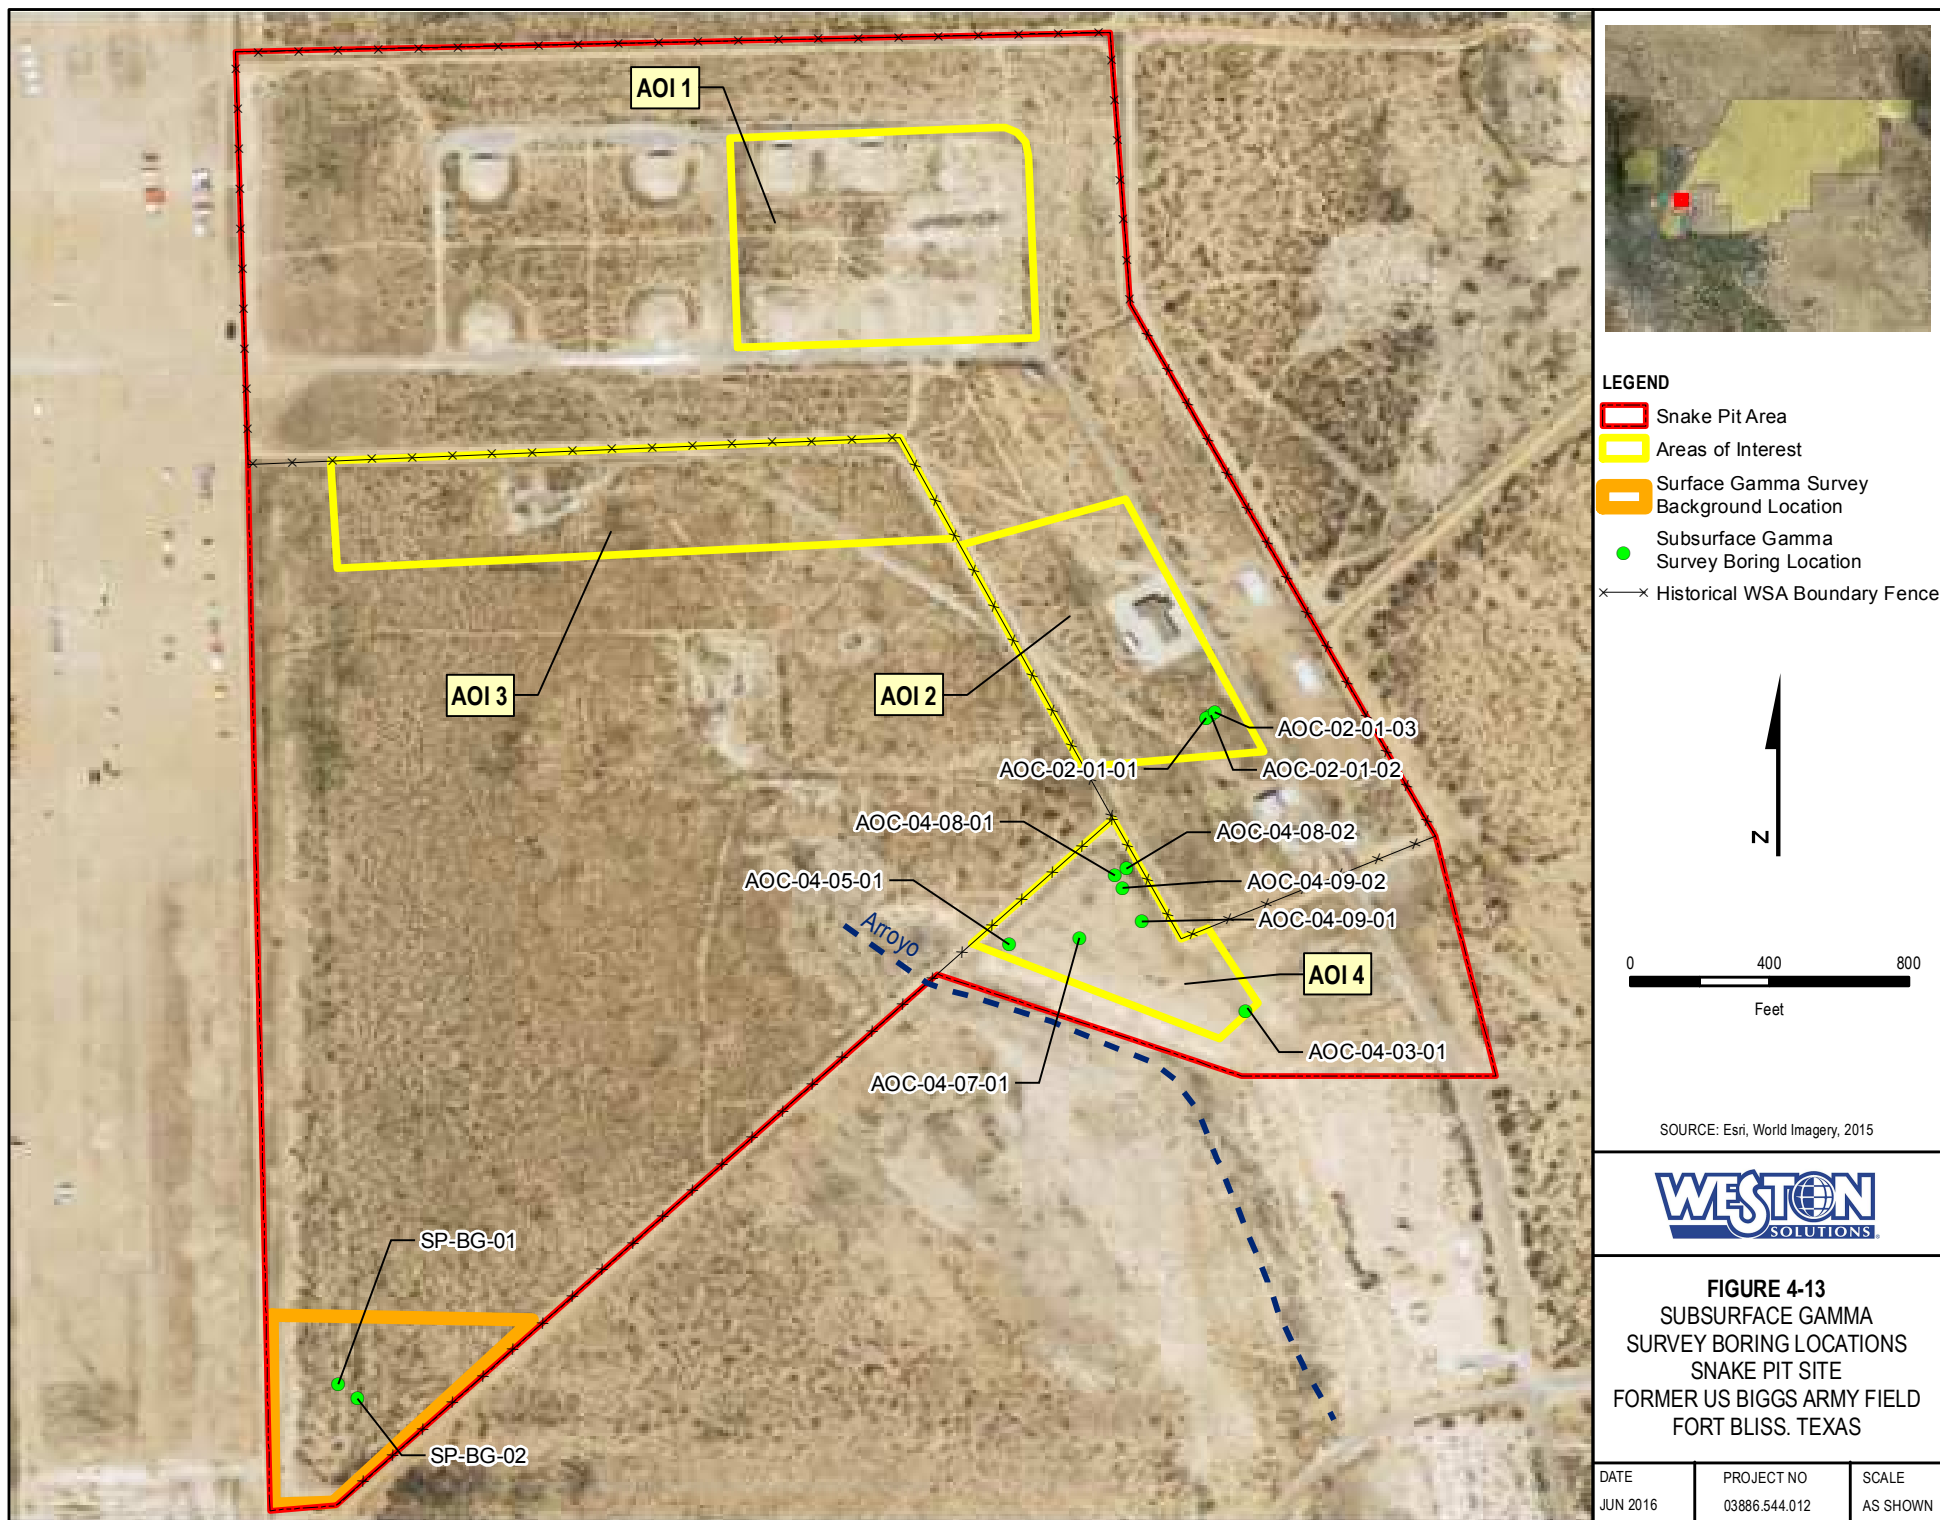 AOI 1
AOI 3
AOI 2
AOC-02-01-03
AOC-02-01-01
AOC-02-01-02
AOC-04-08-01
AOC-04-08-02
AOC-04-05-01
AOC-04-09-02
AOC-04-09-01
Arroyo
AOI 4
AOC-04-03-01
AOC-04-07-01
SP-BG-01
SP-BG-02
LEGEND
Snake Pit Area
Areas of Interest
Surface Gamma Survey
Background Location
Subsurface Gamma
Survey Boring Location
Historical WSA Boundary Fence
N
0 400 800
Feet
SOURCE: Esri, World Imagery, 2015
WESTON
SOLUTIONS®
FIGURE 4-13
SUBSURFACE GAMMA
SURVEY BORING LOCATIONS
SNAKE PIT SITE
FORMER US BIGGS ARMY FIELD
FORT BLISS. TEXAS
DATE PROJECT NO SCALE
JUN 2016 03886.544.012 AS SHOWN